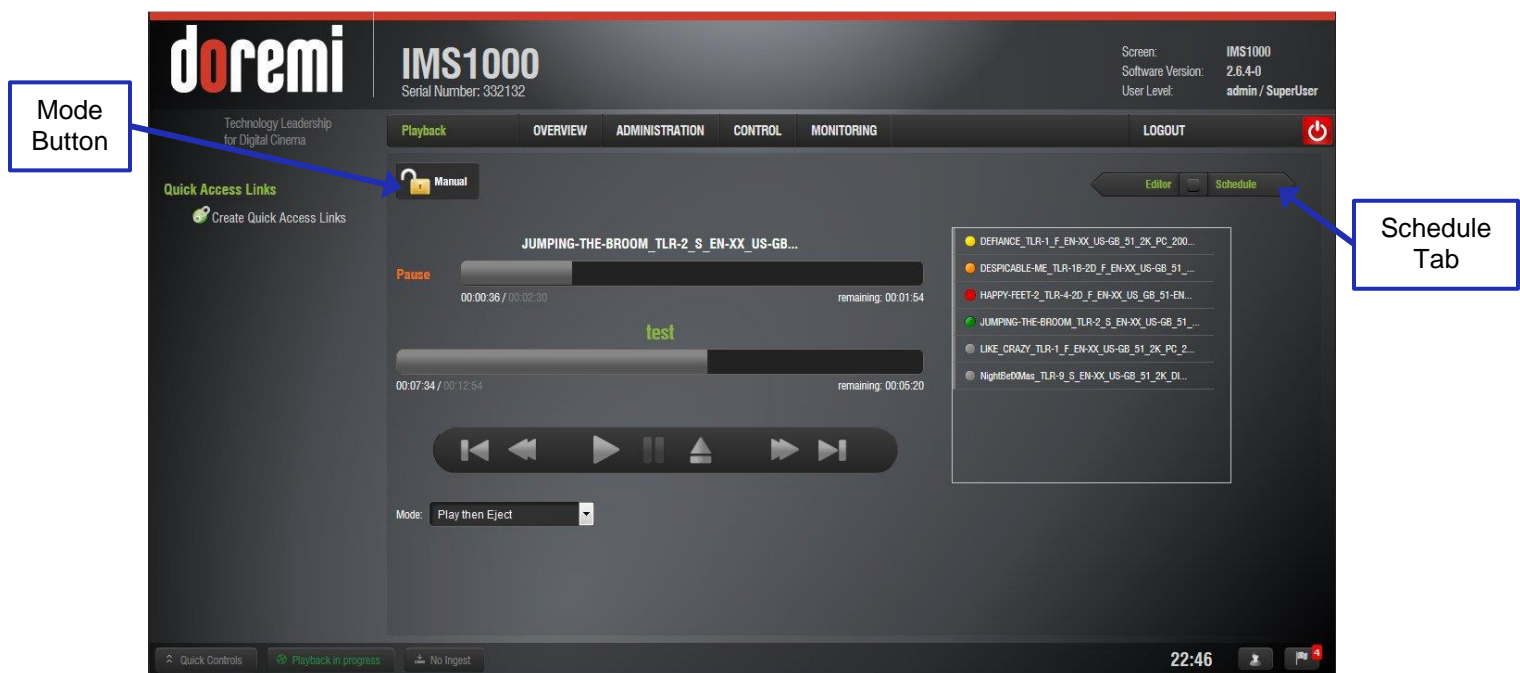 doremi
Technology Leadership
for Digital Cinema
IMS1000
Serial Number: 332132
Screen: IMS1000
Software Version: 2.6.4-0
User Level: admin / SuperUser
Mode
Button
Playback OVERVIEW ADMINISTRATION CONTROL MONITORING LOGOUT
Quick Access Links
Create Quick Access Links
Manual
Editor Schedule
Schedule
Tab
JUMPING-THE-BROOM_TLR-2_S_EN-XX_US-GB...
Pause
00:00:36 / 00:02:30 remaining: 00:01:54
test
00:07:34 / 00:12:54 remaining: 00:05:20
Mode: Play then Eject
DEFIANCE_TLR-1_F_EN-XX_US-GB_51_2K_PC_200...
DESPICABLE-ME_TLR-1B-2D_F_EN-XX_US-GB_51_...
HAPPY-FEET-2_TLR-4-2D_F_EN-XX_US_GB_51-EN...
JUMPING-THE-BROOM_TLR-2_S_EN-XX_US-GB_51_...
LIKE_CRAZY_TLR-1_F_EN-XX_US-GB_51_2K_PC_2...
NightBefXMas_TLR-9_S_EN-XX_US-GB_51_2K_DI...
Quick Controls Playback in progress No Ingest 22:46 4